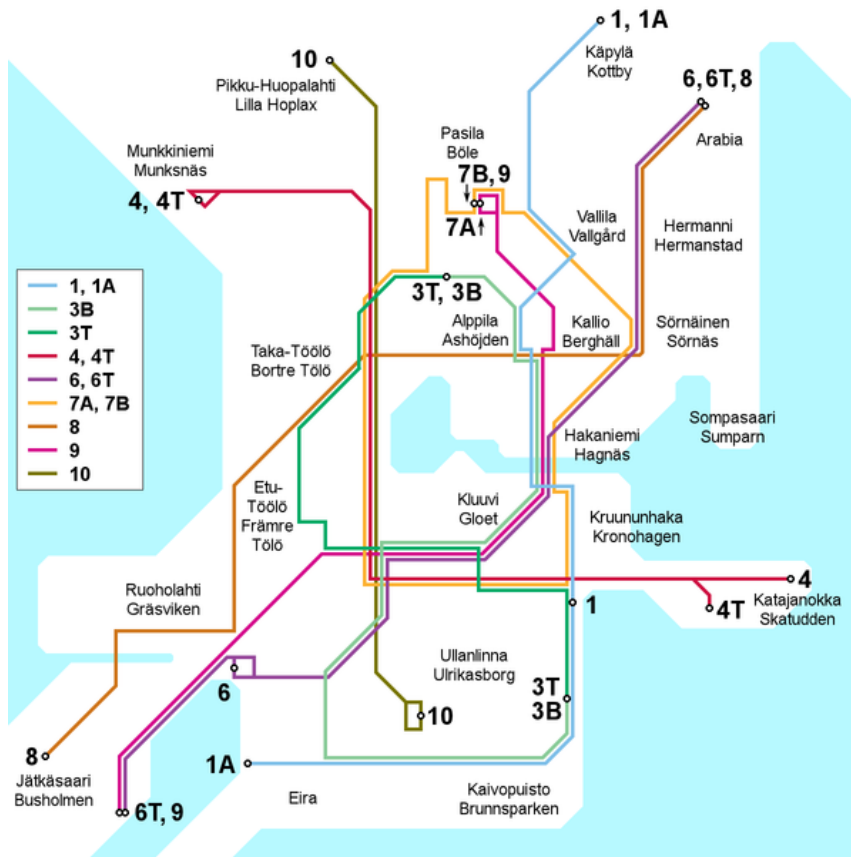 1, 1A
Käpylä
Kottby
10
Pikku-Huopalahti
Lilla Hoplax
6, 6T, 8
Arabia
Pasila
Böle
7B, 9
7A
Munkkiniemi
Munksnäs
4, 4T
Vallila
Vallgård
Hermanni
Hermanstad
1, 1A
3B
3T
4, 4T
6, 6T
7A, 7B
8
9
10
3T, 3B
Alppila
Ashöjden
Kallio
Berghäll
Sörnäinen
Sörnäs
Taka-Töölö
Bortre Tölö
Sompasaari
Sumparn
Hakaniemi
Hagnäs
Etu-
Töölö
Främre
Tölö
Kluuvi
Gloet
Kruununhaka
Kronohagen
Ruoholahti
Gräsviken
4
Katajanokka
Skatudden
4T
1
Ullanlinna
Ulrikasborg
6
3T
3B
10
8
Jätkäsaari
Busholmen
1A
Eira
Kaivopuisto
Brunnsparken
6T, 9